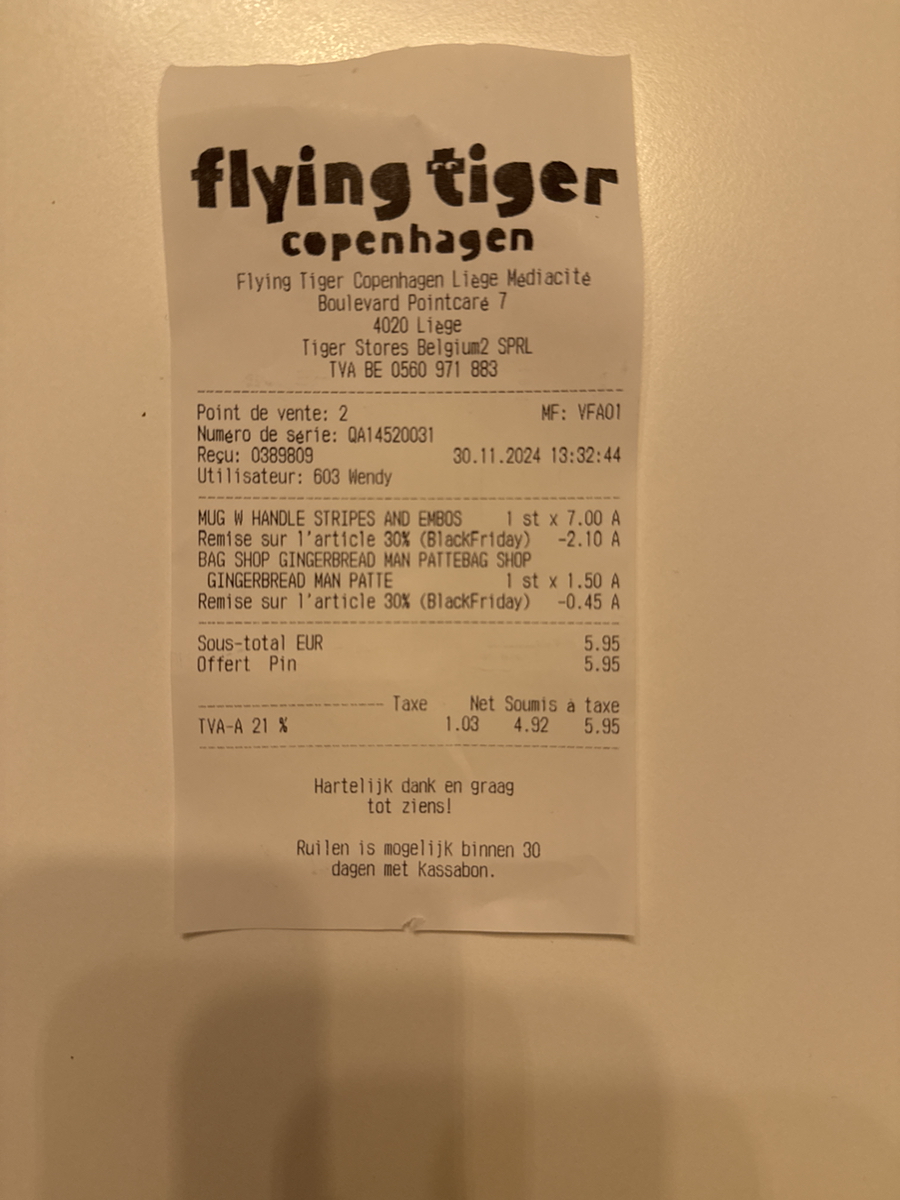 flying tiger
copenhagen
Flying Tiger Copenhagen Liège Médiacité
Boulevard Pointcaré 7
4020 Liège
Tiger Stores Belgium2 SPRL
TVA BE 0560 971 883
Point de vente: 2 MF: VFA01
Numéro de série: QA14520031
Reçu: 0389809 30.11.2024 13:32:44
Utilisateur: 603 Wendy
MUG W HANDLE STRIPES AND EMBOS 1 st x 7.00 A
Remise sur l'article 30% (BlackFriday) -2.10 A
BAG SHOP GINGERBREAD MAN PATTEBAG SHOP
GINGERBREAD MAN PATTE 1 st x 1.50 A
Remise sur l'article 30% (BlackFriday) -0.45 A
Sous-total EUR 5.95
Offert Pin 5.95
Taxe Net Soumis à taxe
TVA-A 21 % 1.03 4.92 5.95
Hartelijk dank en graag
tot ziens!
Ruilen is mogelijk binnen 30
dagen met kassabon.